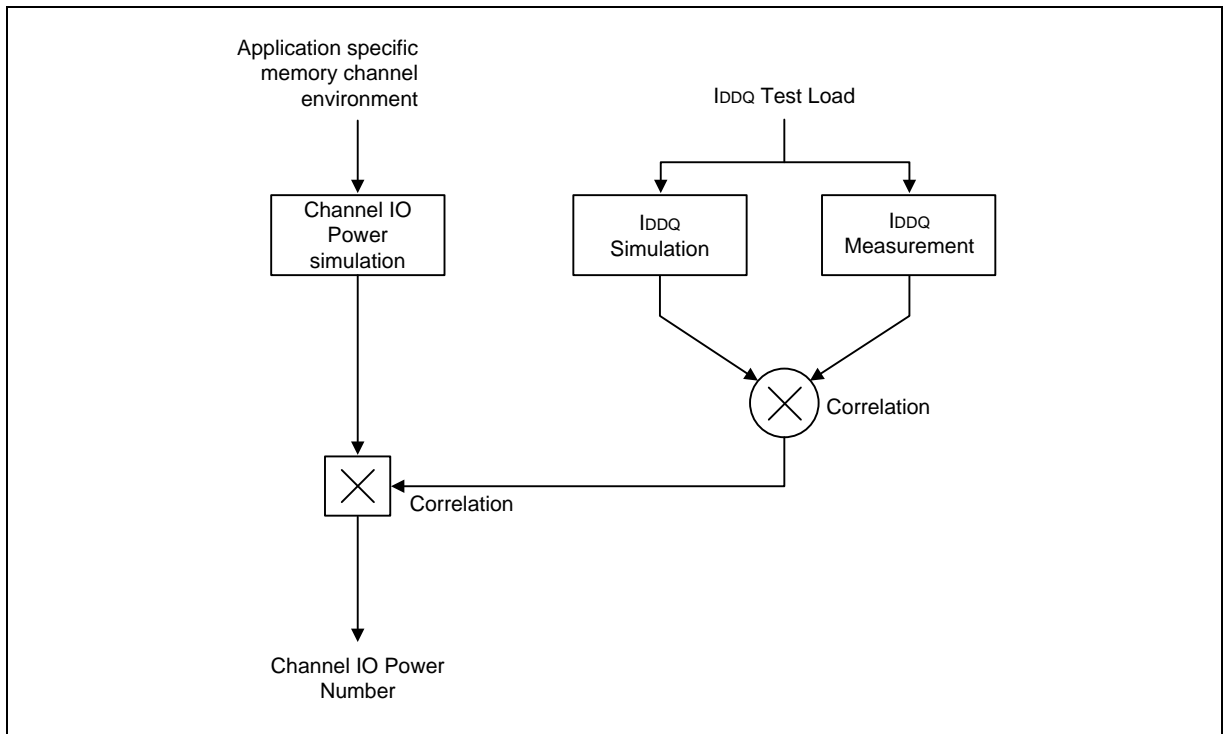 Application specific
memory channel
environment
IDDQ Test Load
Channel IO
Power
simulation
IDDQ
Simulation
IDDQ
Measurement
Correlation
Correlation
Channel IO Power
Number